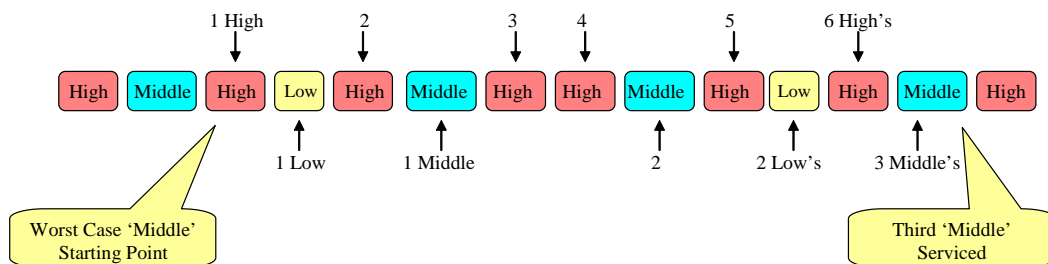 1 High 2 3 4 5 6 High's
High Middle High Low High Middle High High Middle High Low High Middle High
1 Low 1 Middle 2 2 Low's 3 Middle's
Worst Case ‘Middle’
Starting Point
Third ‘Middle’
Serviced